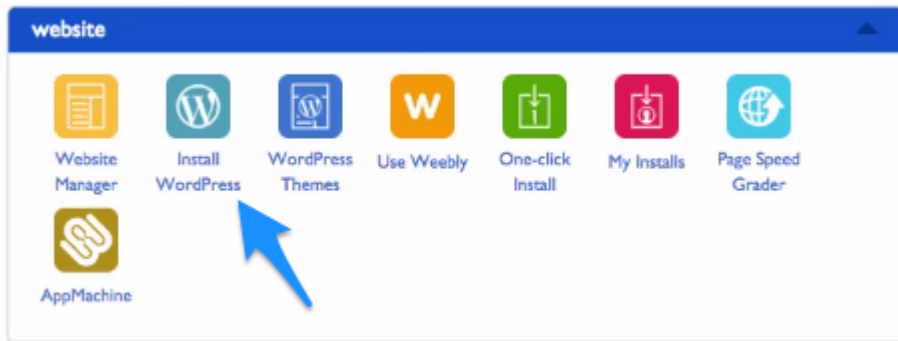 website
Website
Manager
Install
WordPress
WordPress
Themes
Use Weebly
One-click
Install
My Installs
Page Speed
Grader
AppMachine